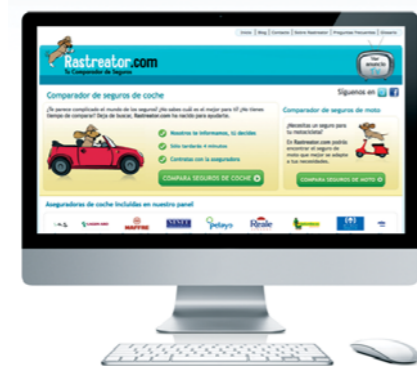 Inicio | Blog | Contacto | Sobre Rastreator | Preguntas frecuentes | Glosario
Rastreator.com
Tu Comparador de Seguros
Ver
anuncio
TV
Síguenos en
Comparador de seguros de coche
¿Te parece complicado el mundo de los seguros? ¿No sabes cuál es el mejor para ti? ¿No tienes
tiempo de comparar? Deja de buscar, Rastreator.com ha nacido para ayudarte.
Nosotros te informamos, tú decides
Sólo tardarás 4 minutos
Contratas con la aseguradora
COMPARA SEGUROS DE COCHE
Comparador de seguros de moto
¿Necesitas un seguro para
tu motocicleta?
En Rastreator.com podrás
encontrar el seguro de
moto que mejor se adapte
a tus necesidades.
COMPARA SEGUROS DE MOTO
Aseguradoras de coche incluidas en nuestro panel
MAPFRE
pelayo
Reale